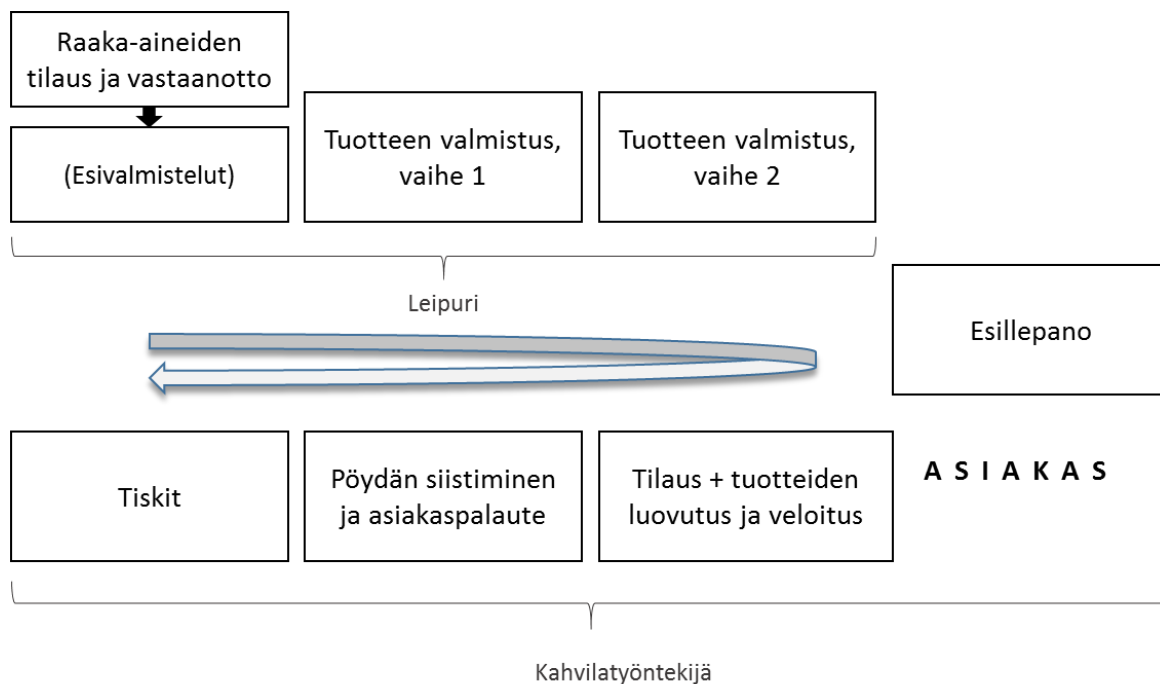 Raaka-aineiden
tilaus ja vastaanotto
(Esivalmistelut)
Tuotteen valmistus,
vaihe 1
Tuotteen valmistus,
vaihe 2
Leipuri
Esillepano
Tiskit
Pöydän siistiminen
ja asiakaspalaute
Tilaus + tuotteiden
luovutus ja veloitus
A S I A K A S
Kahvilatyöntekijä